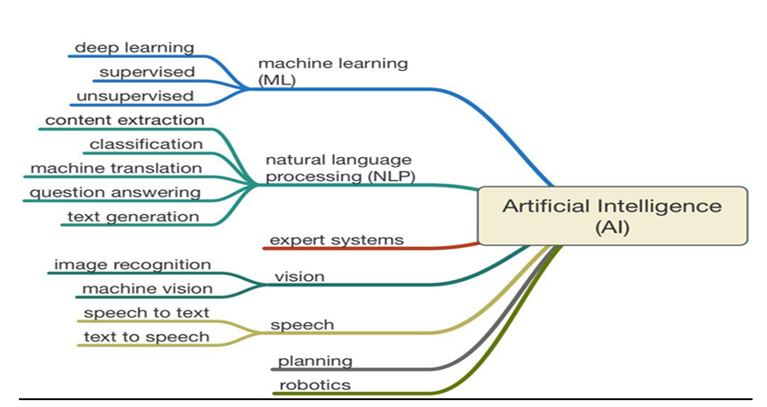 deep learning
supervised
unsupervised
machine learning
(ML)
content extraction
classification
machine translation
question answering
text generation
natural language
processing (NLP)
expert systems
image recognition
machine vision
vision
speech to text
text to speech
speech
planning
robotics
Artificial Intelligence
(AI)